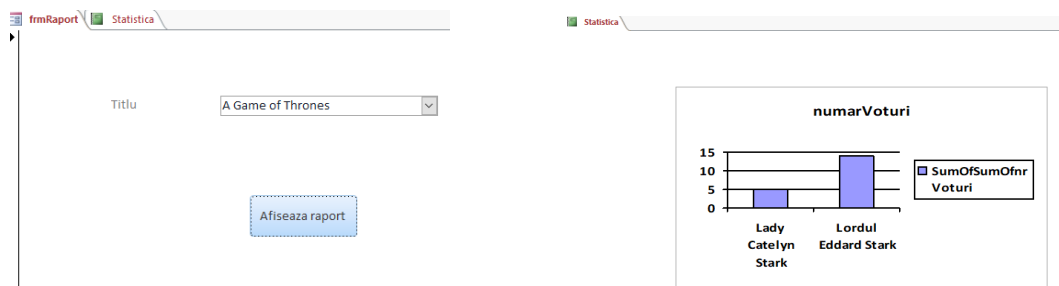 frmRaport
Statistica
Titlu
A Game of Thrones
Afiseaza raport
Statistica
numarVoturi
15
10
5
0
Lady
Catelyn
Stark
Lordul
Eddard Stark
SumOfSumOfnr
Voturi